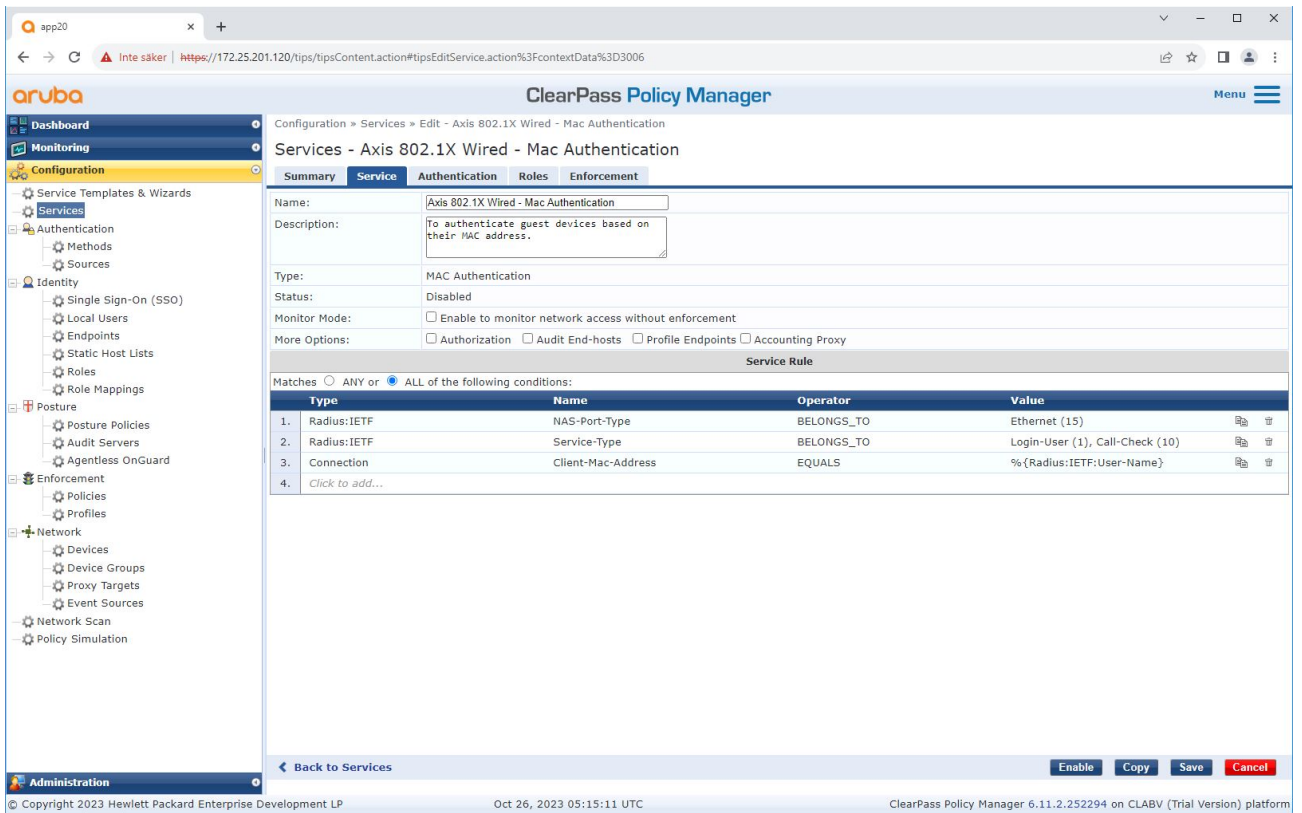 app20
Inte säker | https://172.25.201.120/tips/tipsContent.action#tipsEditService.action%3FcontextData%3D3006
aruba
ClearPass Policy Manager
Menu
Dashboard
Monitoring
Configuration
Service Templates & Wizards
Services
Authentication
Methods
Sources
Identity
Single Sign-On (SSO)
Local Users
Endpoints
Static Host Lists
Roles
Role Mappings
Posture
Posture Policies
Audit Servers
Agentless OnGuard
Enforcement
Policies
Profiles
Network
Devices
Device Groups
Proxy Targets
Event Sources
Network Scan
Policy Simulation
Administration
Configuration » Services » Edit - Axis 802.1X Wired - Mac Authentication
Services - Axis 802.1X Wired - Mac Authentication
Summary Service Authentication Roles Enforcement
Name: Axis 802.1X Wired - Mac Authentication
Description: To authenticate guest devices based on
their MAC address.
Type: MAC Authentication
Status: Disabled
Monitor Mode: Enable to monitor network access without enforcement
More Options: Authorization Audit End-hosts Profile Endpoints Accounting Proxy
Service Rule
Matches ANY or ALL of the following conditions:
Type Name Operator Value
1. Radius:IETF NAS-Port-Type BELONGS_TO Ethernet (15)
2. Radius:IETF Service-Type BELONGS_TO Login-User (1), Call-Check (10)
3. Connection Client-Mac-Address EQUALS %{Radius:IETF:User-Name}
4. Click to add...
Back to Services Enable Copy Save Cancel
© Copyright 2023 Hewlett Packard Enterprise Development LP Oct 26, 2023 05:15:11 UTC ClearPass Policy Manager 6.11.2.252294 on CLABV (Trial Version) platform